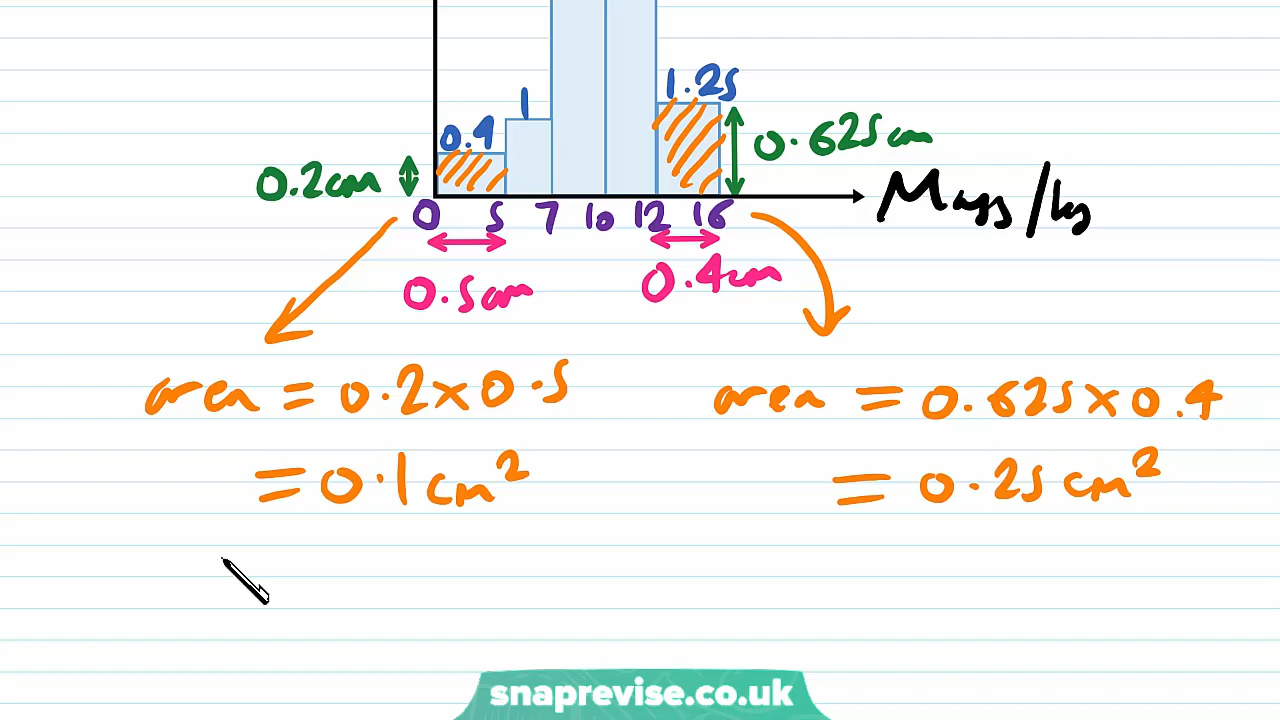 1.25
1
0.4
0.625cm
0.2cm
Mass/kg
0 5 7 10 12 16
0.5cm 0.4cm
area = 0.2×0.5 area = 0.625×0.4
= 0.1cm² = 0.25cm²
snaprevise.co.uk